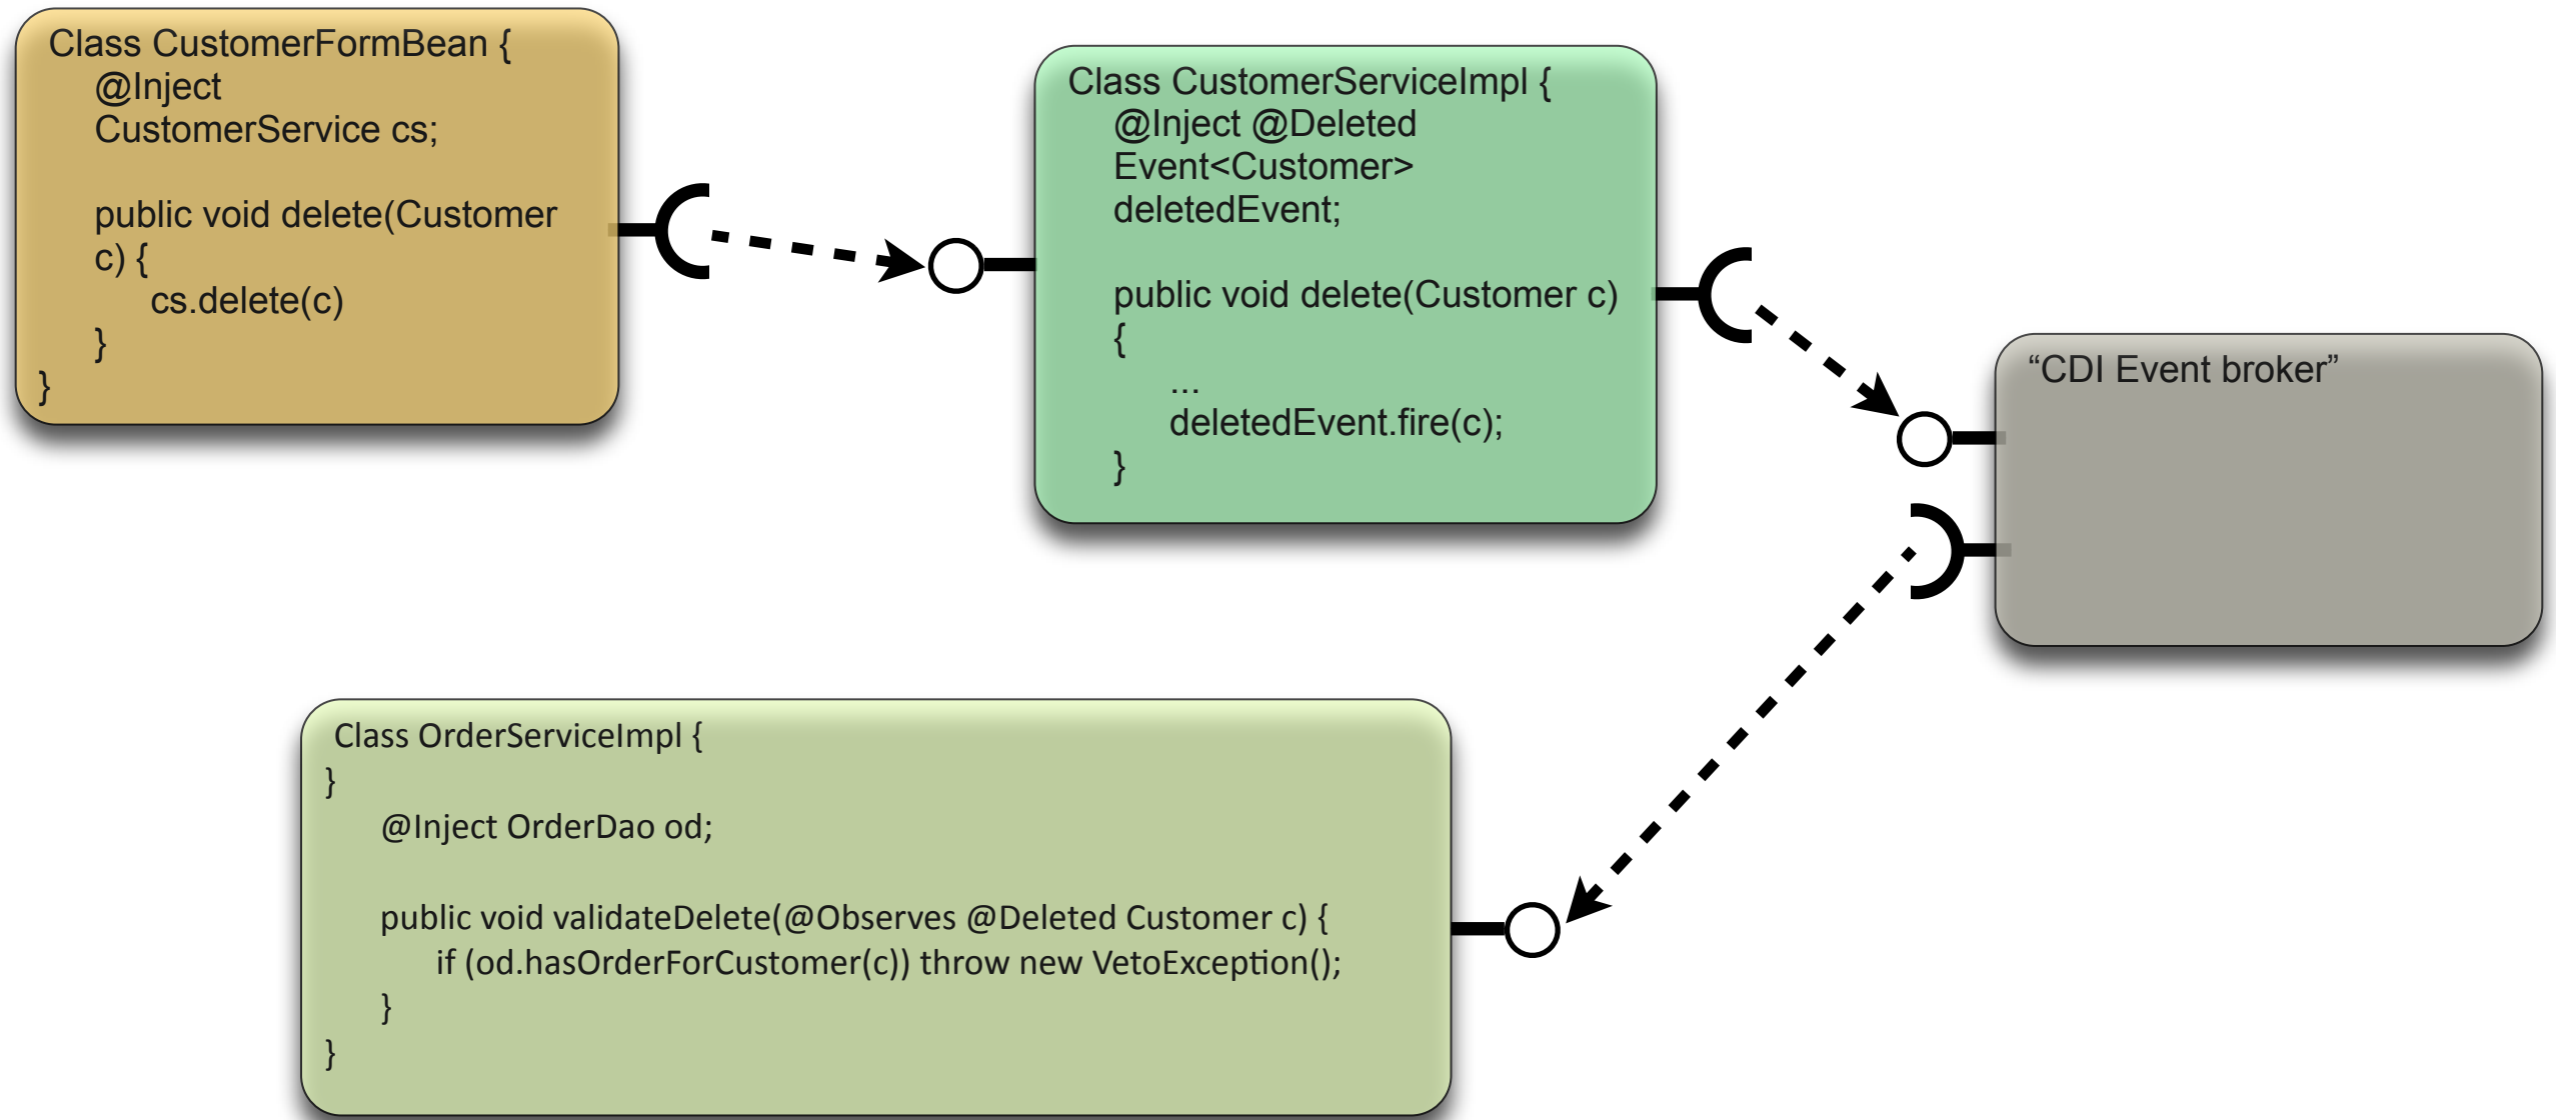 Class CustomerFormBean {
@Inject
CustomerService cs;
public void delete(Customer
c) {
cs.delete(c)
}
}
Class CustomerServiceImpl {
@Inject @Deleted
Event<Customer>
deletedEvent;
public void delete(Customer c)
{
...
deletedEvent.fire(c);
}
“CDI Event broker”
Class OrderServiceImpl {
}
@Inject OrderDao od;
public void validateDelete(@Observes @Deleted Customer c) {
if (od.hasOrderForCustomer(c)) throw new VetoException();
}
}